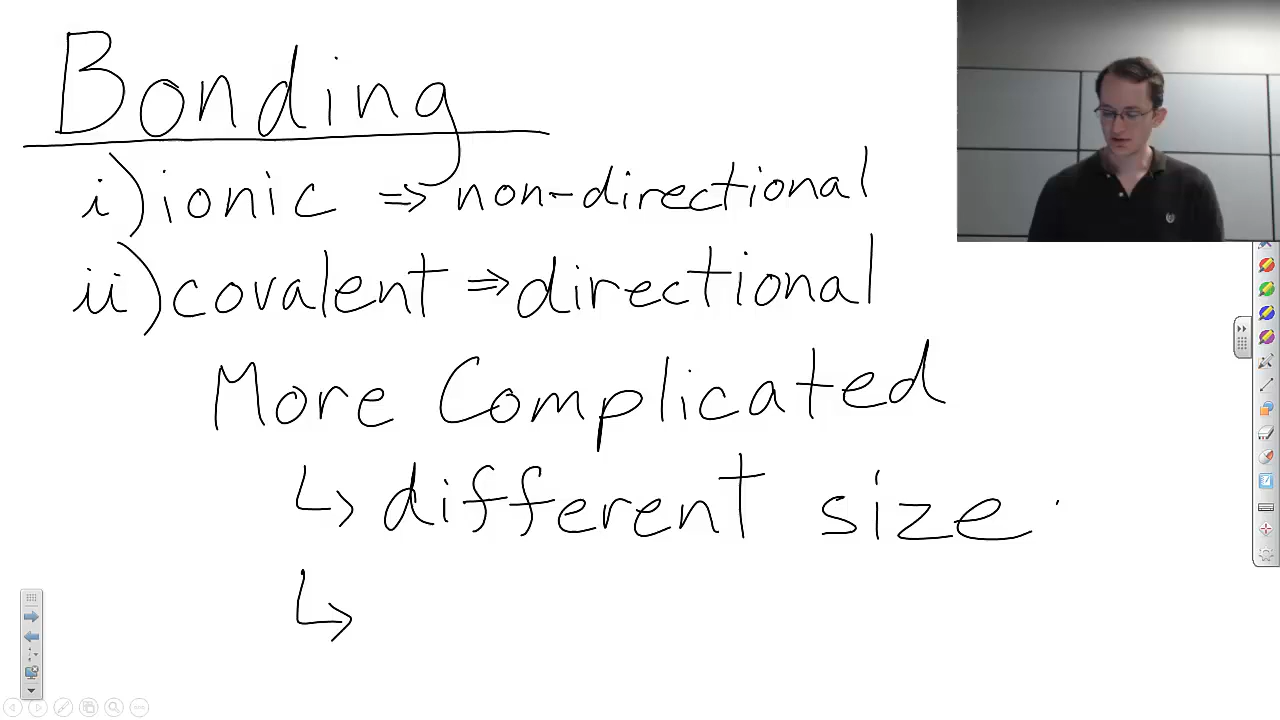 Bonding
i) ionic ⇒ non-directional
ii) covalent ⇒ directional
More Complicated
↳ different size
↳